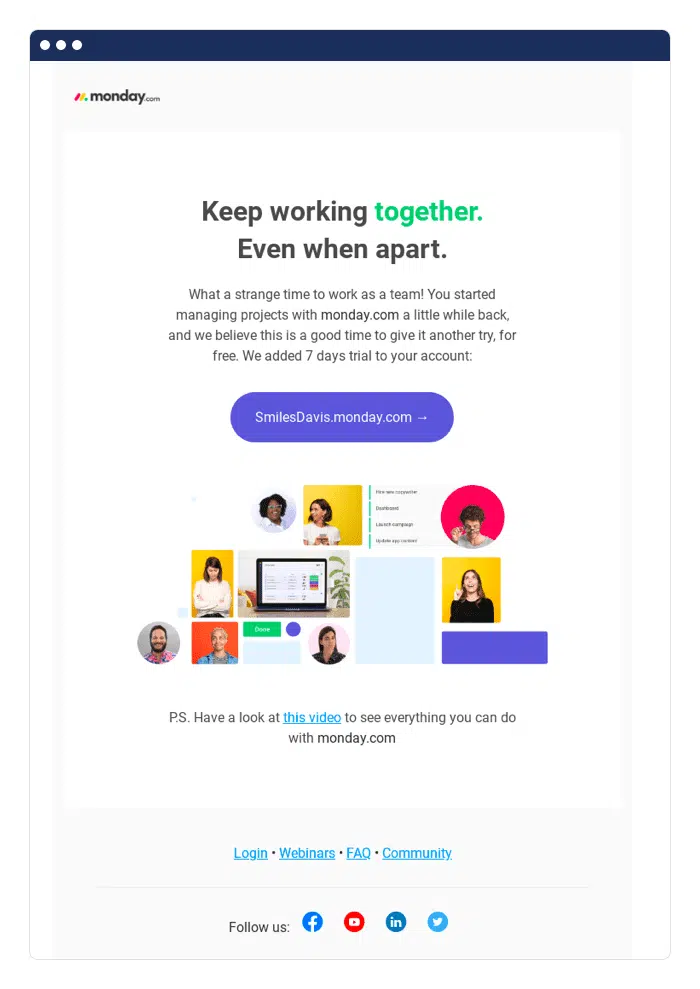 monday.com
Keep working together.
Even when apart.
What a strange time to work as a team! You started
managing projects with monday.com a little while back,
and we believe this is a good time to give it another try, for
free. We added 7 days trial to your account:
SmilesDavis.monday.com →
Hire new copywriter
Dashboard
Launch campaign
Update app content
Done
P.S. Have a look at this video to see everything you can do
with monday.com
Login • Webinars • FAQ • Community
Follow us: